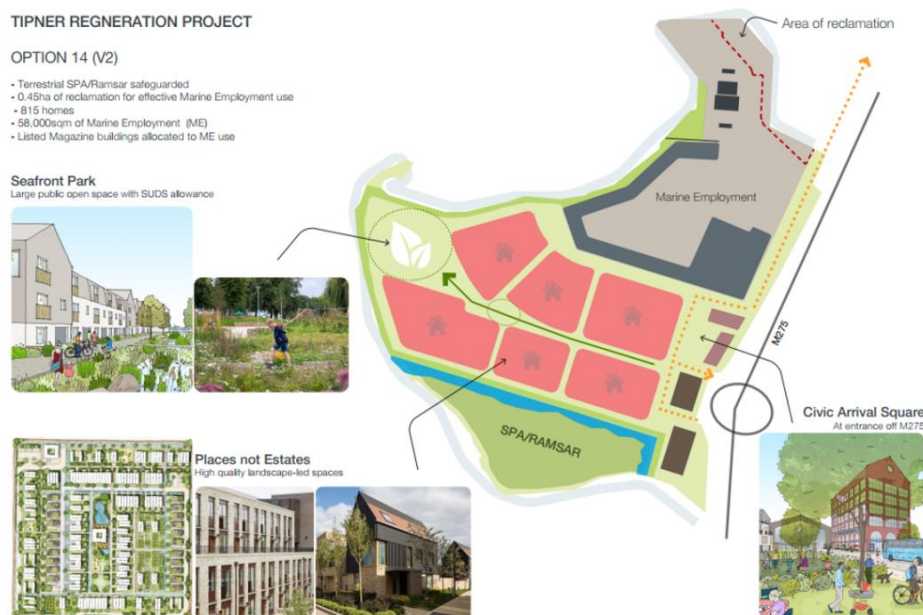 TIPNER REGNERATION PROJECT
OPTION 14 (V2)
- Terrestrial SPA/Ramsar safeguarded
- 0.45ha of reclamation for effective Marine Employment use
- 815 homes
- 58,000sqm of Marine Employment (ME)
- Listed Magazine buildings allocated to ME use
Seafront Park
Large public open space with SUDS allowance
Area of reclamation
Marine Employment
M275
SPA/RAMSAR
Civic Arrival Square
At entrance off M275
Places not Estates
High quality landscape-led spaces